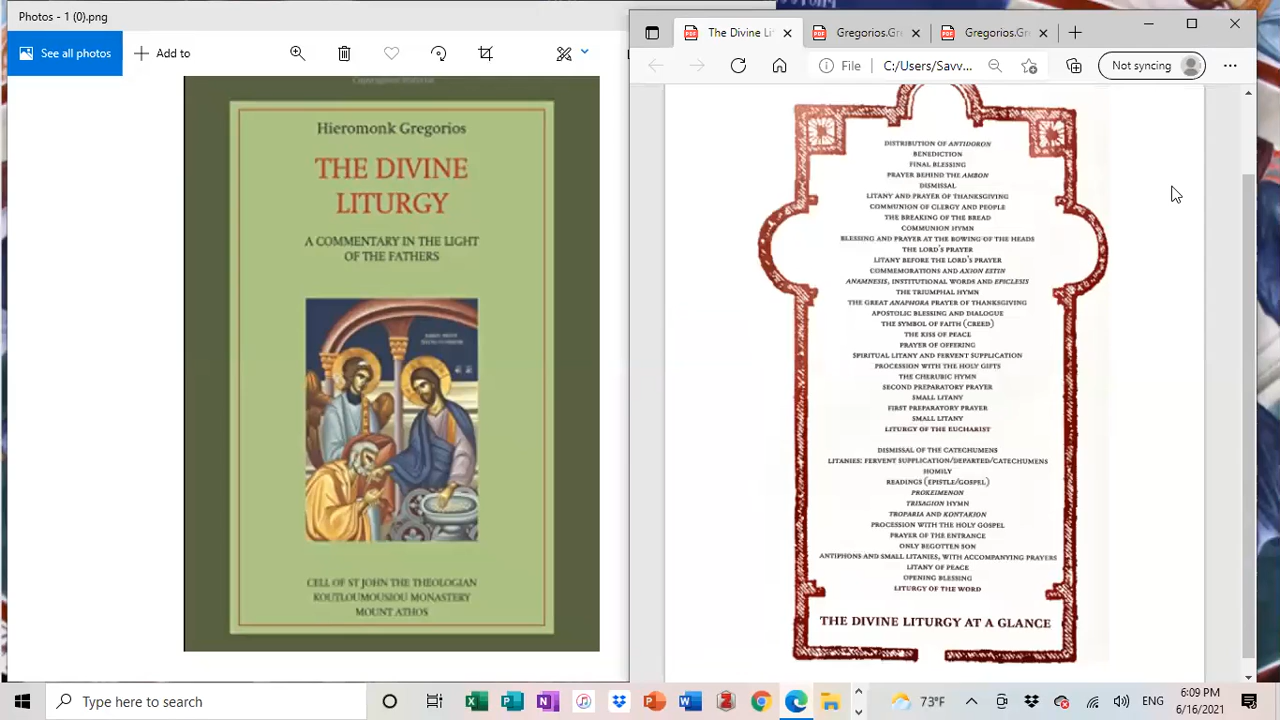 Photos - 1 (0).png
See all photos
Add to
Hieromonk Gregorios
THE DIVINE
LITURGY
A COMMENTARY IN THE LIGHT
OF THE FATHERS
CELL OF ST JOHN THE THEOLOGIAN
KOUTLOUMOUSIOU MONASTERY
MOUNT ATHOS
The Divine Li
Gregorios.Gre
Gregorios.Gr
File
C:/Users/Savv...
Not syncing
DISTRIBUTION OF ANTIDORON
BENEDICTION
FINAL BLESSING
PRAYER BEHIND THE AMBON
DISMISSAL
LITANY AND PRAYER OF THANKSGIVING
COMMUNION OF CLERGY AND PEOPLE
THE BREAKING OF THE BREAD
COMMUNION HYMN
BLESSING AND PRAYER AT THE BOWING OF THE HEADS
THE LORD'S PRAYER
LITANY BEFORE THE LORD'S PRAYER
COMMEMORATIONS AND AXION ESTIN
ANAMNESIS, INSTITUTIONAL WORDS AND EPICLESIS
THE TRIUMPHAL HYMN
THE GREAT ANAPHORA PRAYER OF THANKSGIVING
APOSTOLIC BLESSING AND DIALOGUE
THE SYMBOL OF FAITH (CREED)
THE KISS OF PEACE
PRAYER OF OFFERING
SPIRITUAL LITANY AND FERVENT SUPPLICATION
PROCESSION WITH THE HOLY GIFTS
THE CHERUBIC HYMN
SECOND PREPARATORY PRAYER
SMALL LITANY
FIRST PREPARATORY PRAYER
SMALL LITANY
LITURGY OF THE EUCHARIST
DISMISSAL OF THE CATECHUMENS
LITANIES: FERVENT SUPPLICATION/DEPARTED/CATECHUMENS
HOMILY
READINGS (EPISTLE/GOSPEL)
PROKEIMENON
TRISAGION HYMN
TROPARIA AND KONTAKION
PROCESSION WITH THE HOLY GOSPEL
PRAYER OF THE ENTRANCE
ONLY BEGOTTEN SON
ANTIPHONS AND SMALL LITANIES, WITH ACCOMPANYING PRAYERS
LITANY OF PEACE
OPENING BLESSING
LITURGY OF THE WORD
THE DIVINE LITURGY AT A GLANCE
Type here to search
73°F
ENG
6:09 PM
6/16/2021